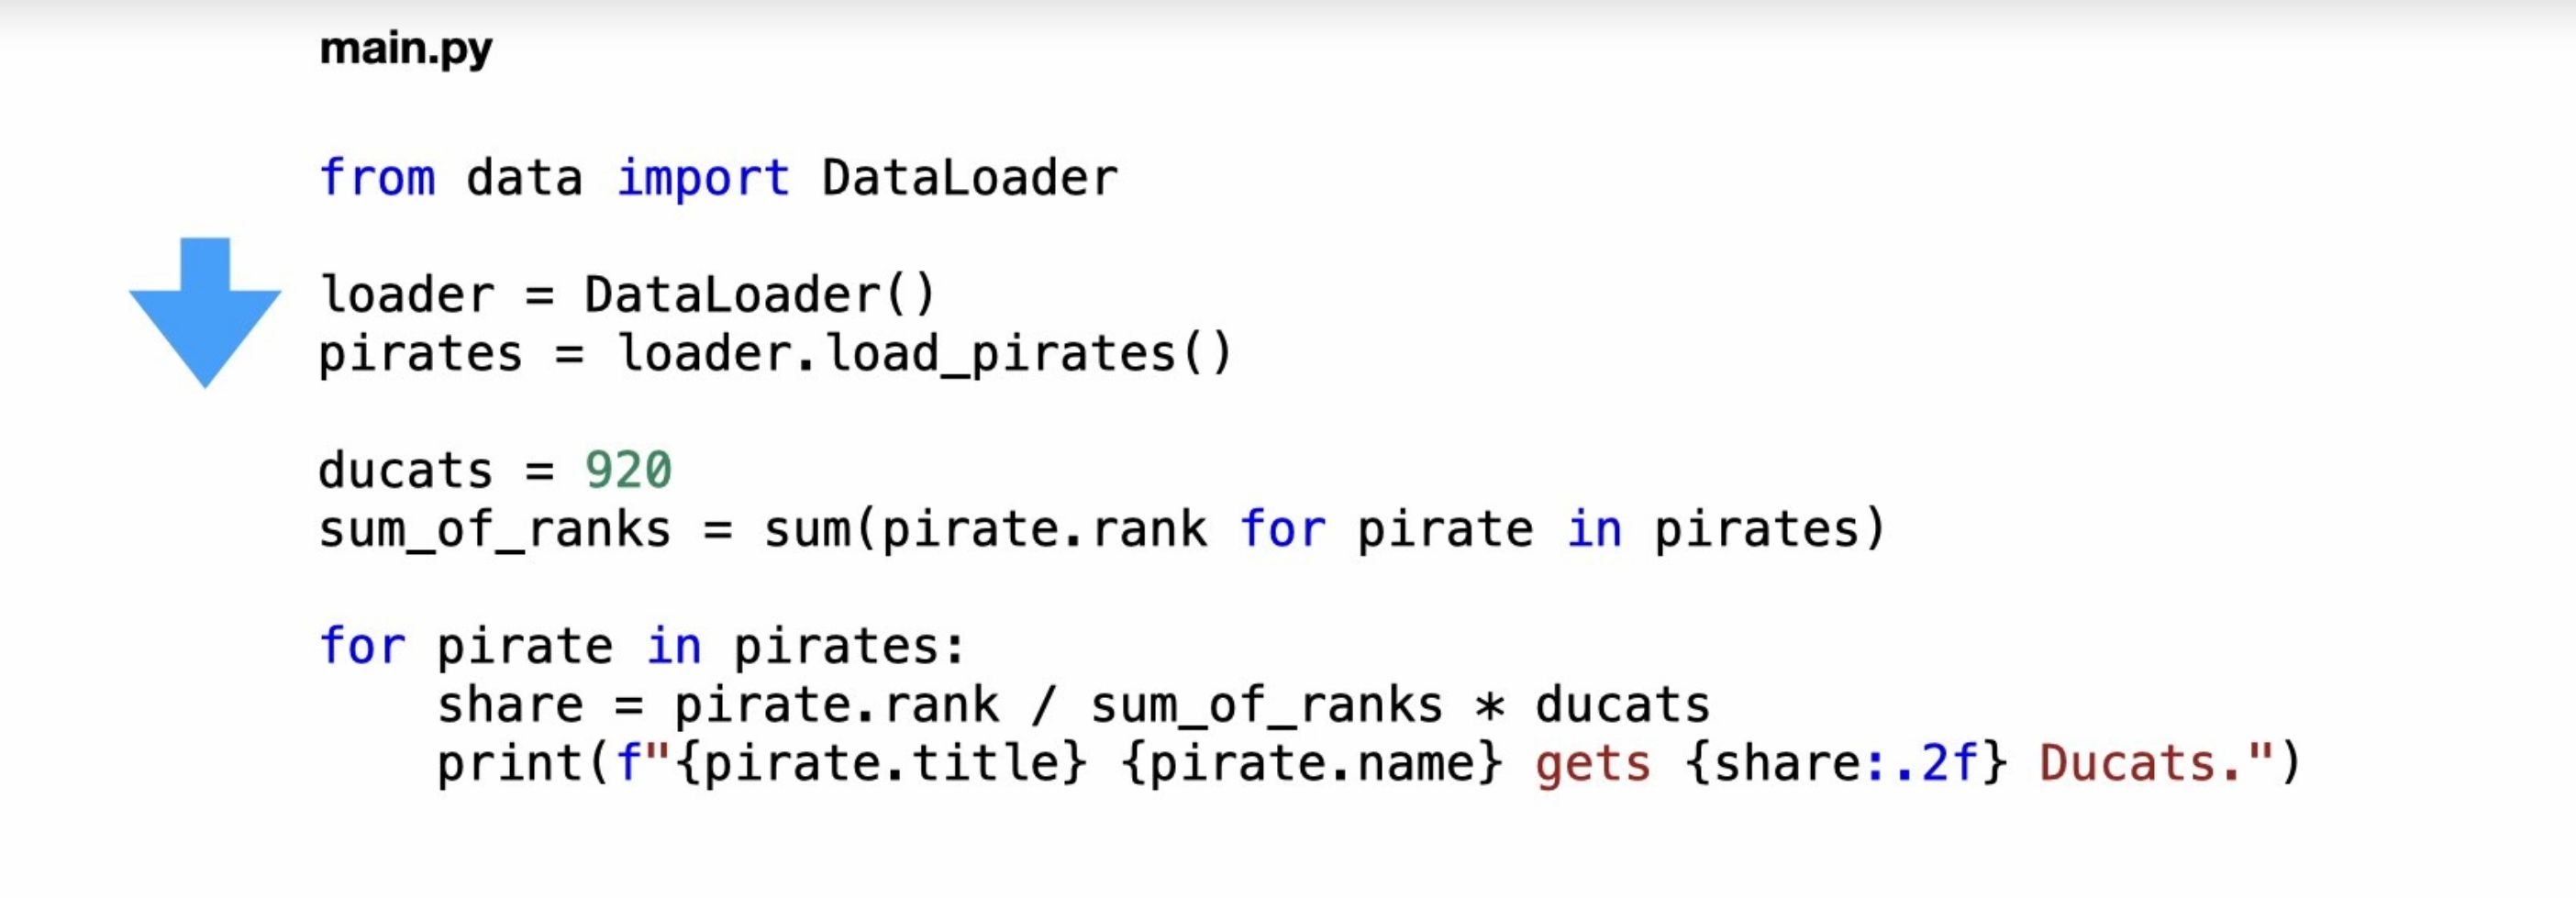 main.py
from data import DataLoader
loader = DataLoader()
pirates = loader.load_pirates()
ducats = 920
sum_of_ranks = sum(pirate.rank for pirate in pirates)
for pirate in pirates:
    share = pirate.rank / sum_of_ranks * ducats
    print(f"{pirate.title} {pirate.name} gets {share:.2f} Ducats.")